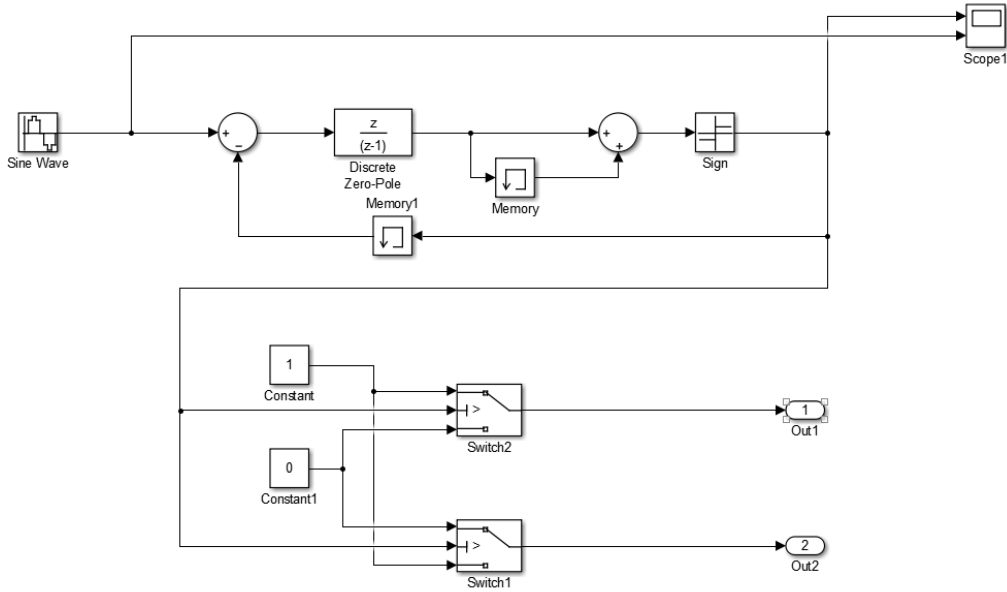 Scope1
Sine Wave
+
−
z
(z-1)
Discrete
Zero-Pole
+
+
Sign
Memory
Memory1
1
Constant
>
Switch2
1
Out1
0
Constant1
>
Switch1
2
Out2